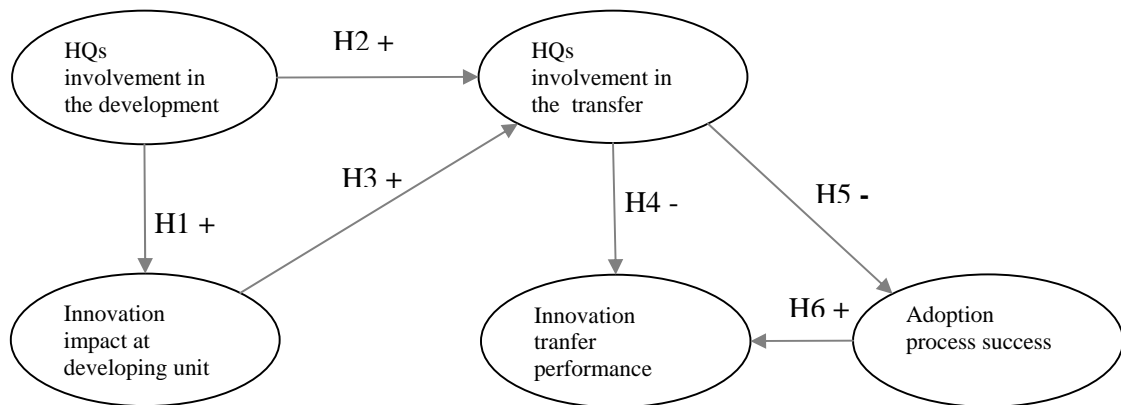 HQs
involvement in
the development
H2 +
HQs
involvement in
the transfer
H1 +
H3 +
H4 -
H5 -
Innovation
impact at
developing unit
Innovation
tranfer
performance
H6 +
Adoption
process success